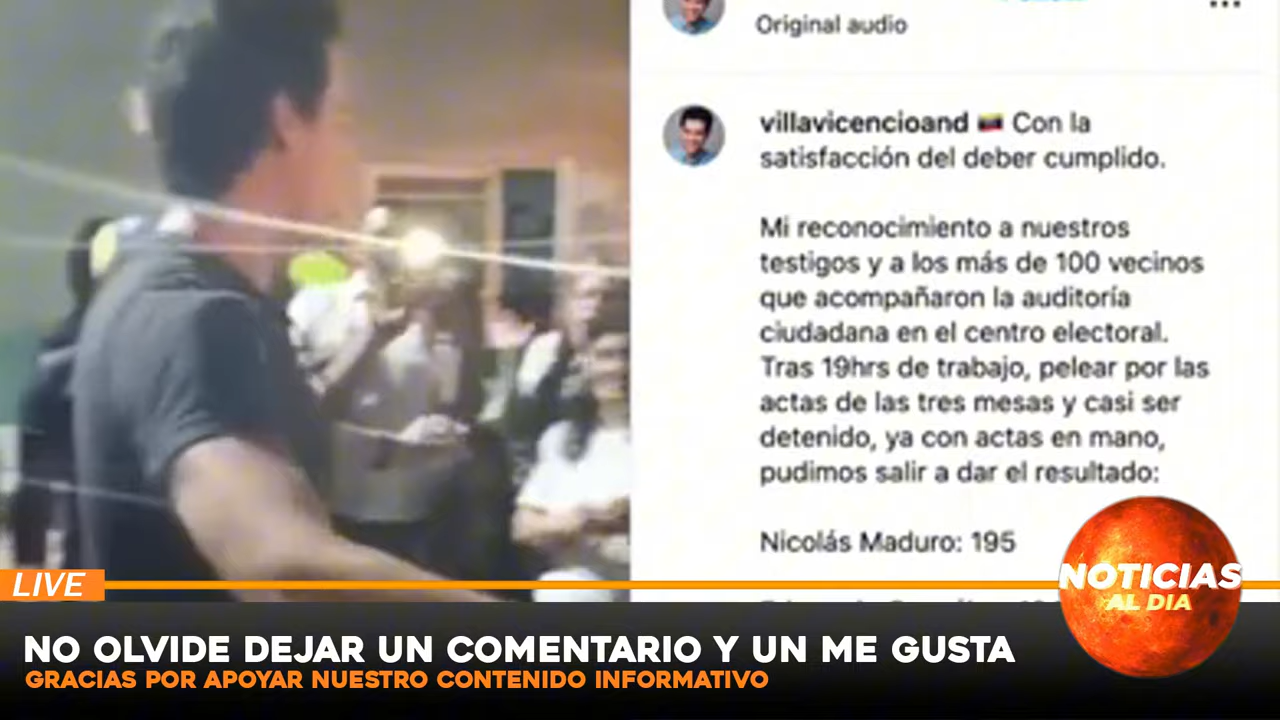 Original audio
villavicencioand 🇻🇪 Con la
satisfacción del deber cumplido.
Mi reconocimiento a nuestros
testigos y a los más de 100 vecinos
que acompañaron la auditoría
ciudadana en el centro electoral.
Tras 19hrs de trabajo, pelear por las
actas de las tres mesas y casi ser
detenido, ya con actas en mano,
pudimos salir a dar el resultado:
Nicolás Maduro: 195
LIVE
NOTICIAS
AL DIA
NO OLVIDE DEJAR UN COMENTARIO Y UN ME GUSTA
GRACIAS POR APOYAR NUESTRO CONTENIDO INFORMATIVO